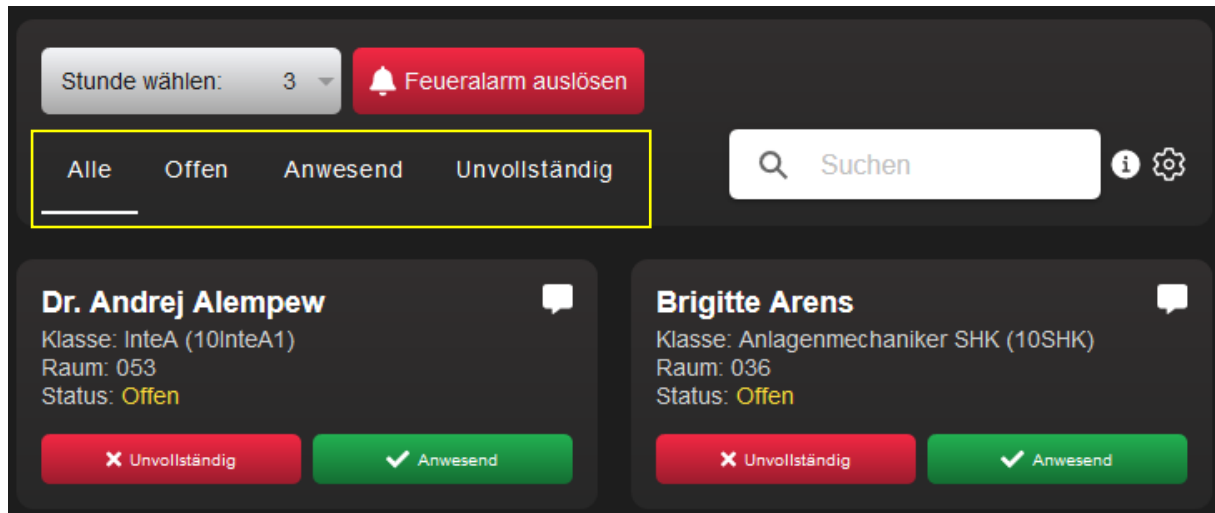 Stunde wählen: 3 Feueralarm auslösen
Alle Offen Anwesend Unvollständig Suchen
Dr. Andrej Alempew
Klasse: InteA (10InteA1)
Raum: 053
Status: Offen
Unvollständig Anwesend
Brigitte Arens
Klasse: Anlagenmechaniker SHK (10SHK)
Raum: 036
Status: Offen
Unvollständig Anwesend